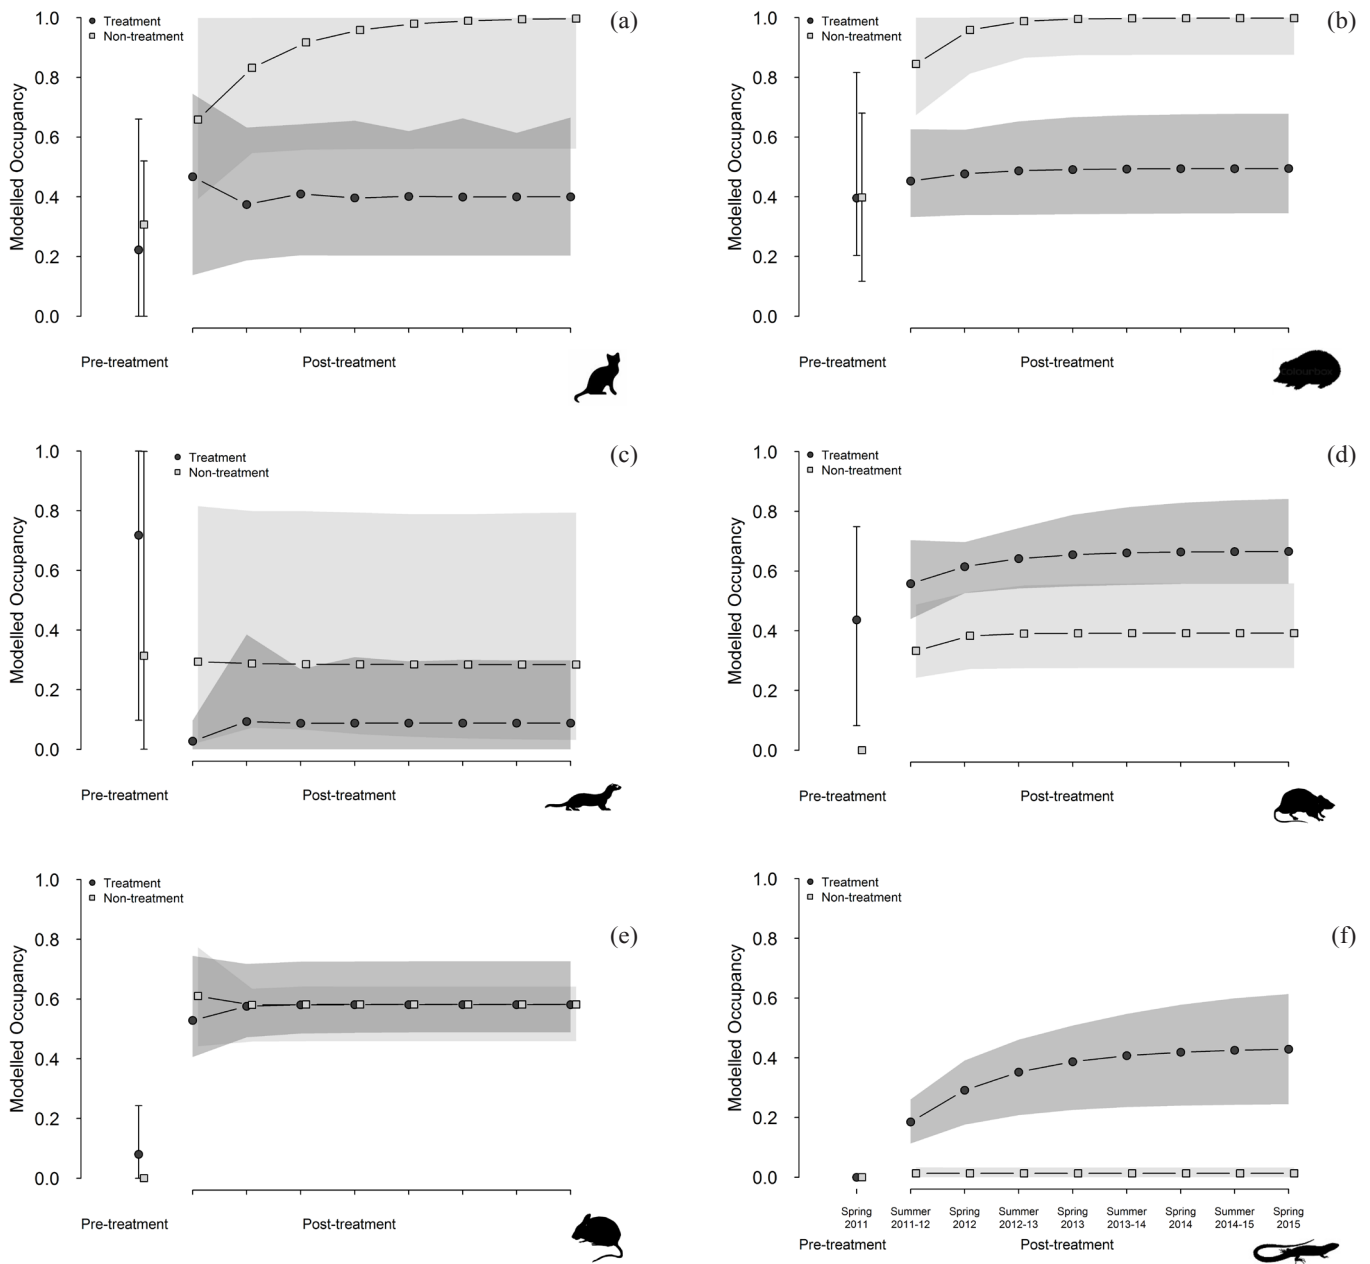 Treatment
Non-treatment
(a)
1.0
0.8
0.6
0.4
0.2
0.0
Modelled Occupancy
Pre-treatment
Post-treatment
Treatment
Non-treatment
(b)
1.0
0.8
0.6
0.4
0.2
0.0
Modelled Occupancy
Pre-treatment
Post-treatment
Treatment
Non-treatment
(c)
1.0
0.8
0.6
0.4
0.2
0.0
Modelled Occupancy
Pre-treatment
Post-treatment
Treatment
Non-treatment
(d)
1.0
0.8
0.6
0.4
0.2
0.0
Modelled Occupancy
Pre-treatment
Post-treatment
Treatment
Non-treatment
(e)
1.0
0.8
0.6
0.4
0.2
0.0
Modelled Occupancy
Pre-treatment
Post-treatment
Treatment
Non-treatment
(f)
1.0
0.8
0.6
0.4
0.2
0.0
Modelled Occupancy
Spring Summer Spring Summer Spring Summer Spring Summer Spring
2011 2011-12 2012 2012-13 2013 2013-14 2014 2014-15 2015
Pre-treatment
Post-treatment